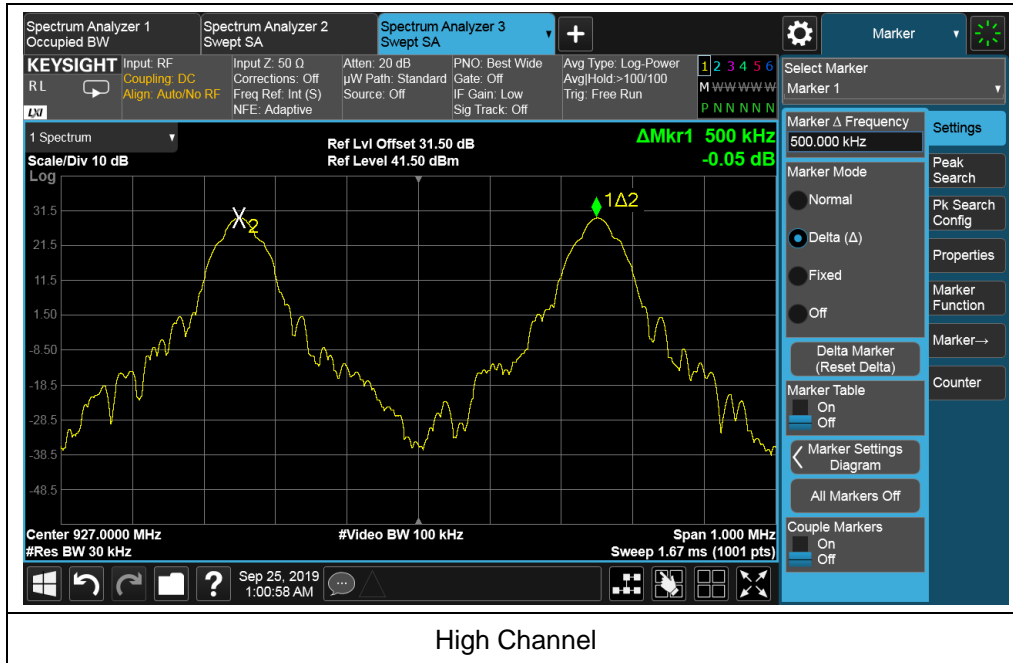 Spectrum Analyzer 1
Occupied BW
Spectrum Analyzer 2
Swept SA
Spectrum Analyzer 3
Swept SA
Marker
KEYSIGHT
RL
LXI
Input: RF
Coupling: DC
Align: Auto/No RF
Input Z: 50 Ω
Corrections: Off
Freq Ref: Int (S)
NFE: Adaptive
Atten: 20 dB
µW Path: Standard
Source: Off
PNO: Best Wide
Gate: Off
IF Gain: Low
Sig Track: Off
Avg Type: Log-Power
Avg|Hold:>100/100
Trig: Free Run
1 2 3 4 5 6
M W W W W W
P N N N N N
Select Marker
Marker 1
1 Spectrum
Scale/Div 10 dB
Log
Ref Lvl Offset 31.50 dB
Ref Level 41.50 dBm
ΔMkr1 500 kHz
-0.05 dB
31.5
21.5
11.5
1.50
-8.50
-18.5
-28.5
-38.5
-48.5
X2
1Δ2
Center 927.0000 MHz
#Res BW 30 kHz
#Video BW 100 kHz
Span 1.000 MHz
Sweep 1.67 ms (1001 pts)
Marker Δ Frequency
500.000 kHz
Marker Mode
Normal
Delta (Δ)
Fixed
Off
Delta Marker
(Reset Delta)
Marker Table
On
Off
Marker Settings
Diagram
All Markers Off
Couple Markers
On
Off
Settings
Peak
Search
Pk Search
Config
Properties
Marker
Function
Marker→
Counter
?
Sep 25, 2019
1:00:58 AM
High Channel